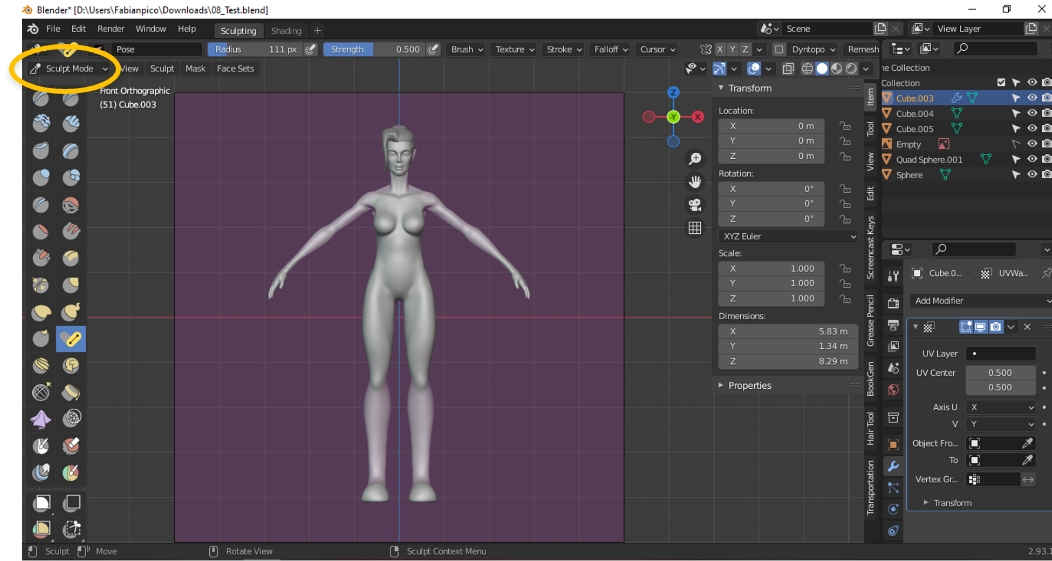 Blender* [D:\Users\Fabianpico\Downloads\08_Test.blend]
File Edit Render Window Help Sculpting Shading + Scene View Layer
Pose Radius 111 px Strength 0.500 Brush Texture Stroke Falloff Cursor X Y Z Dyntopo Remesh
Sculpt Mode View Sculpt Mask Face Sets
Front Orthographic
(51) Cube.003
Z
Y
X
Transform
Location:
X 0 m
Y 0 m
Z 0 m
Rotation:
X 0°
Y 0°
Z 0°
XYZ Euler
Scale:
X 1.000
Y 1.000
Z 1.000
Dimensions:
X 5.83 m
Y 1.34 m
Z 8.29 m
Properties
Item
Tool
View
Edit
Screencast Keys
Grease Pencil
BookGen
Hair Tool
Transportation
ne Collection
Collection
Cube.003
Cube.004
Cube.005
Empty
Quad Sphere.001
Sphere
Cube.0... UVWa...
Add Modifier
UV Layer
UV Center 0.500
0.500
Axis U X
V Y
Object Fro...
To
Vertex Gr...
Transform
Sculpt Move Rotate View Sculpt Context Menu 2.93.1